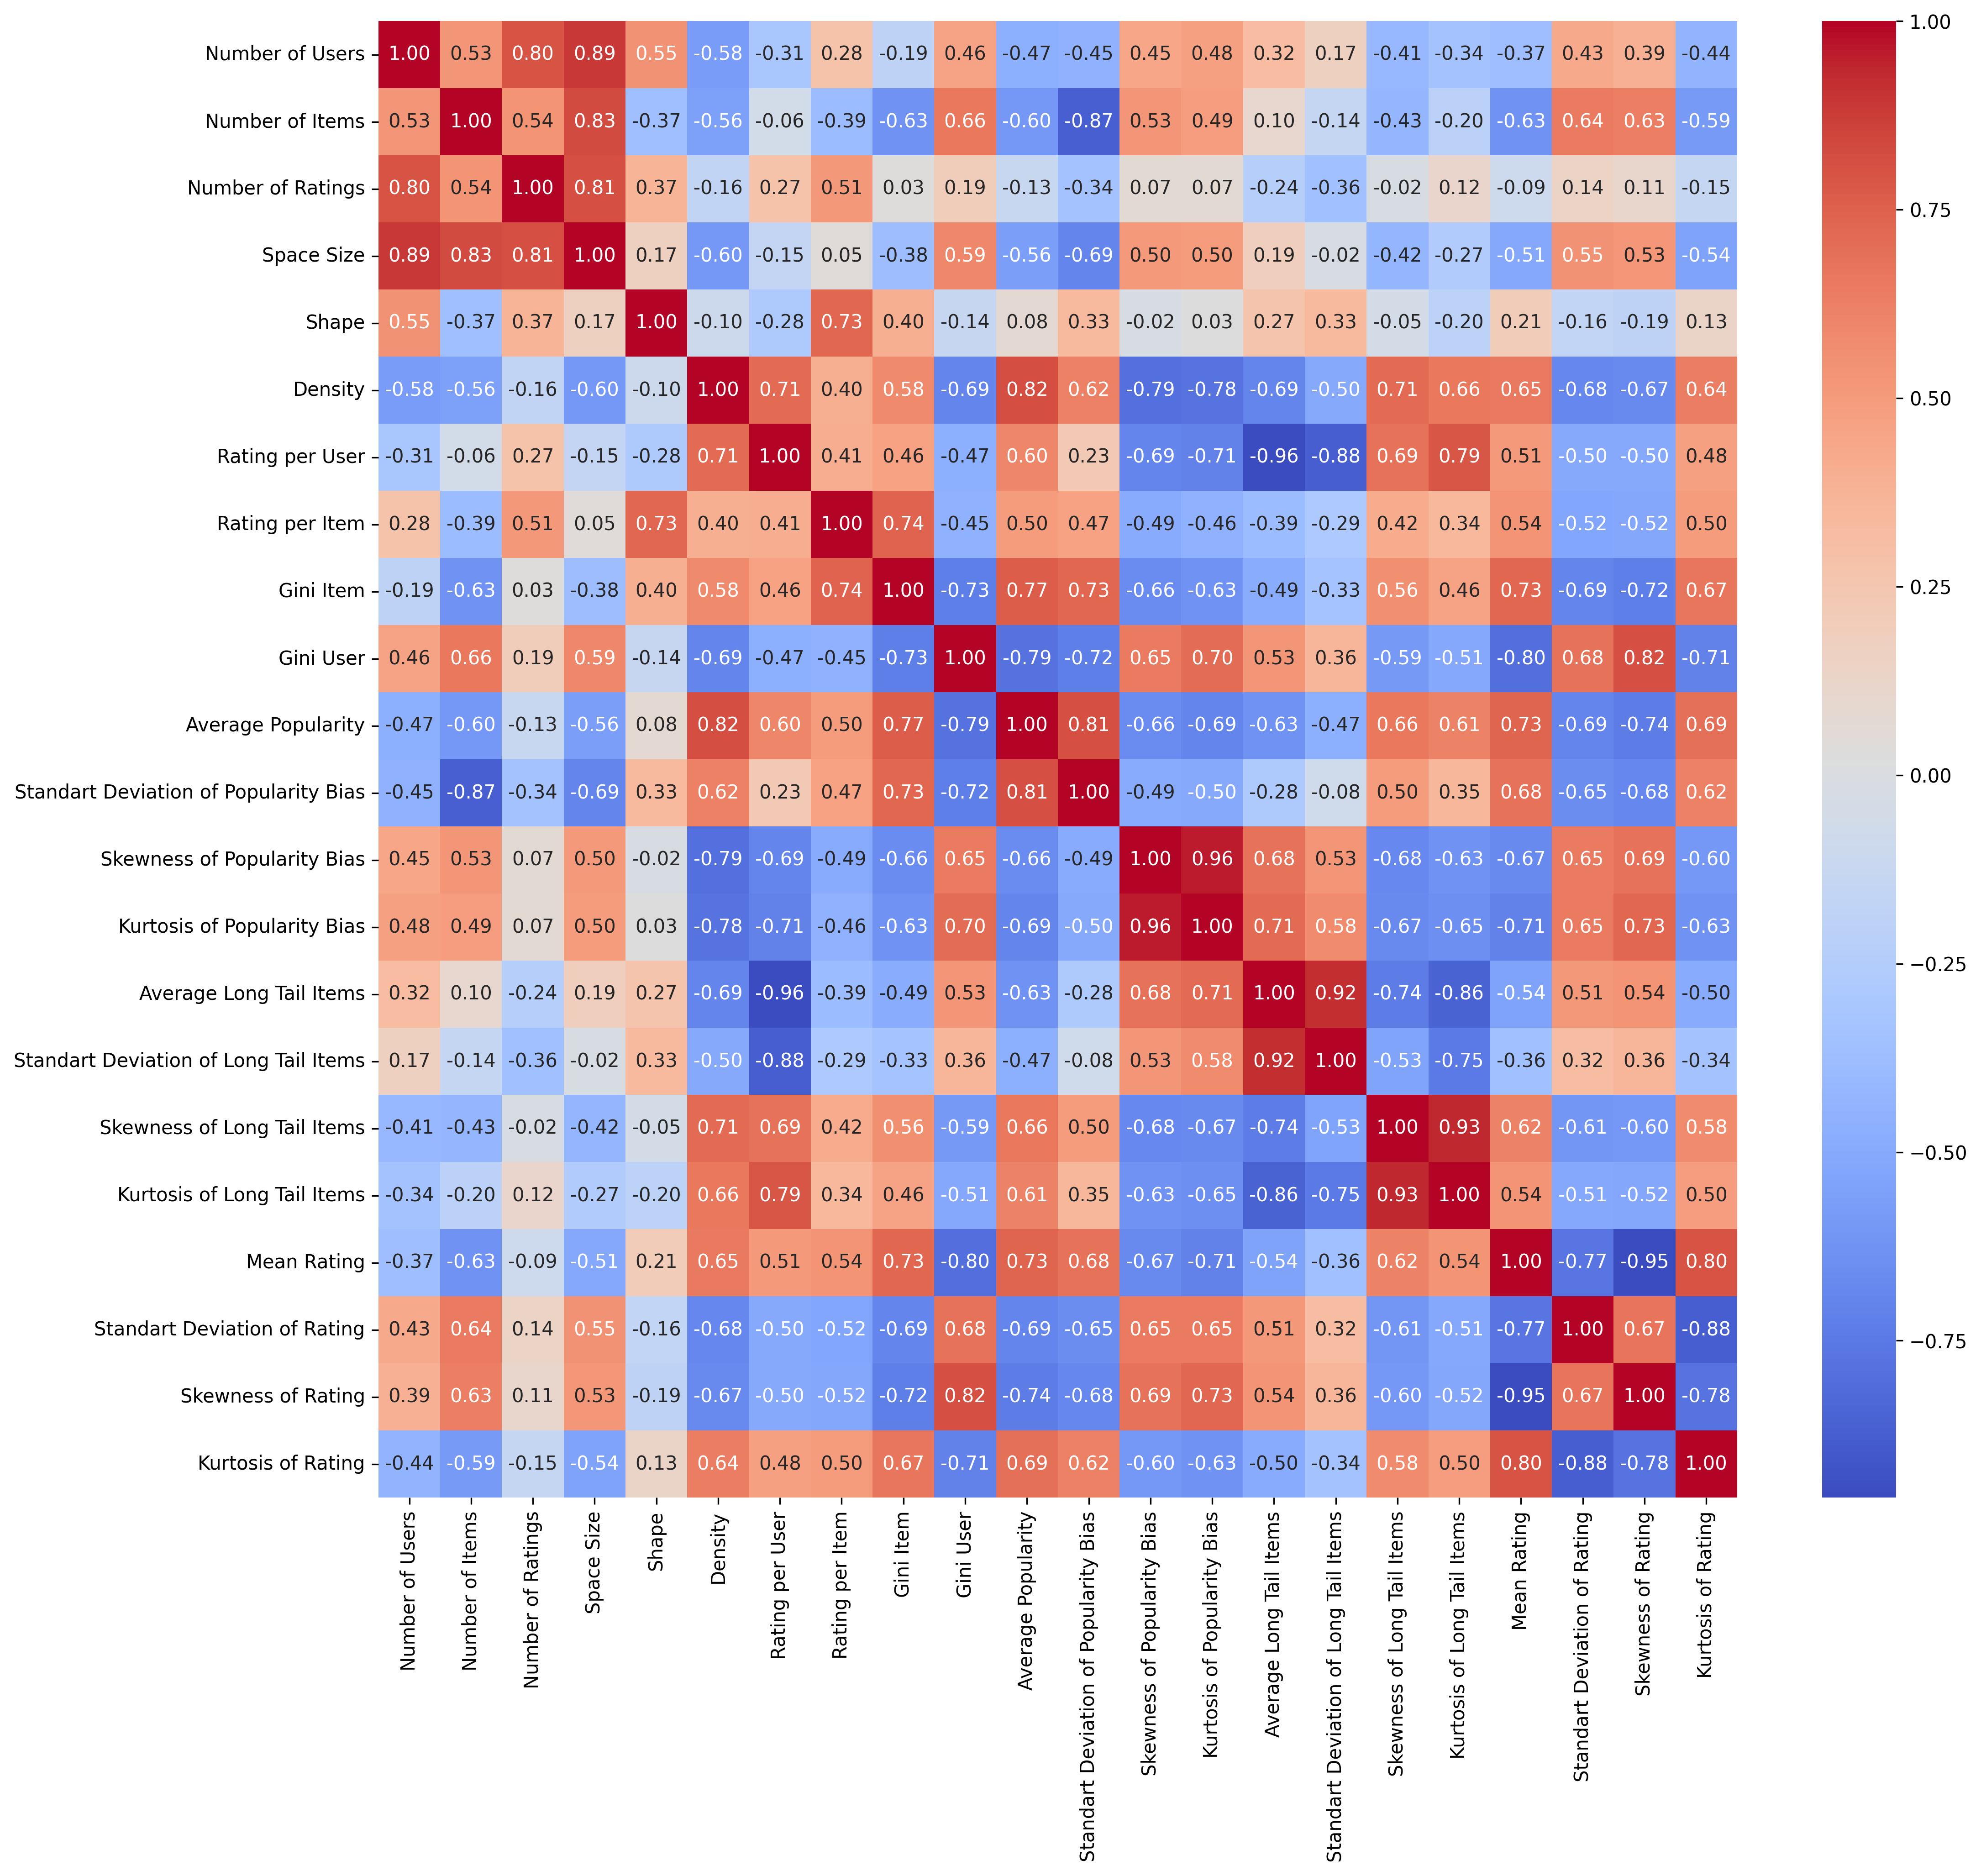 Number of Users 1.00 0.53 0.80 0.89 0.55 -0.58 -0.31 0.28 -0.19 0.46 -0.47 -0.45 0.45 0.48 0.32 0.17 -0.41 -0.34 -0.37 0.43 0.39 -0.44
Number of Items 0.53 1.00 0.54 0.83 -0.37 -0.56 -0.06 -0.39 -0.63 0.66 -0.60 -0.87 0.53 0.49 0.10 -0.14 -0.43 -0.20 -0.63 0.64 0.63 -0.59
Number of Ratings 0.80 0.54 1.00 0.81 0.37 -0.16 0.27 0.51 0.03 0.19 -0.13 -0.34 0.07 0.07 -0.24 -0.36 -0.02 0.12 -0.09 0.14 0.11 -0.15
Space Size 0.89 0.83 0.81 1.00 0.17 -0.60 -0.15 0.05 -0.38 0.59 -0.56 -0.69 0.50 0.50 0.19 -0.02 -0.42 -0.27 -0.51 0.55 0.53 -0.54
Shape 0.55 -0.37 0.37 0.17 1.00 -0.10 -0.28 0.73 0.40 -0.14 0.08 0.33 -0.02 0.03 0.27 0.33 -0.05 -0.20 0.21 -0.16 -0.19 0.13
Density -0.58 -0.56 -0.16 -0.60 -0.10 1.00 0.71 0.40 0.58 -0.69 0.82 0.62 -0.79 -0.78 -0.69 -0.50 0.71 0.66 0.65 -0.68 -0.67 0.64
Rating per User -0.31 -0.06 0.27 -0.15 -0.28 0.71 1.00 0.41 0.46 -0.47 0.60 0.23 -0.69 -0.71 -0.96 -0.88 0.69 0.79 0.51 -0.50 -0.50 0.48
Rating per Item 0.28 -0.39 0.51 0.05 0.73 0.40 0.41 1.00 0.74 -0.45 0.50 0.47 -0.49 -0.46 -0.39 -0.29 0.42 0.34 0.54 -0.52 -0.52 0.50
Gini Item -0.19 -0.63 0.03 -0.38 0.40 0.58 0.46 0.74 1.00 -0.73 0.77 0.73 -0.66 -0.63 -0.49 -0.33 0.56 0.46 0.73 -0.69 -0.72 0.67
Gini User 0.46 0.66 0.19 0.59 -0.14 -0.69 -0.47 -0.45 -0.73 1.00 -0.79 -0.72 0.65 0.70 0.53 0.36 -0.59 -0.51 -0.80 0.68 0.82 -0.71
Average Popularity -0.47 -0.60 -0.13 -0.56 0.08 0.82 0.60 0.50 0.77 -0.79 1.00 0.81 -0.66 -0.69 -0.63 -0.47 0.66 0.61 0.73 -0.69 -0.74 0.69
Standart Deviation of Popularity Bias -0.45 -0.87 -0.34 -0.69 0.33 0.62 0.23 0.47 0.73 -0.72 0.81 1.00 -0.49 -0.50 -0.28 -0.08 0.50 0.35 0.68 -0.65 -0.68 0.62
Skewness of Popularity Bias 0.45 0.53 0.07 0.50 -0.02 -0.79 -0.69 -0.49 -0.66 0.65 -0.66 -0.49 1.00 0.96 0.68 0.53 -0.68 -0.63 -0.67 0.65 0.69 -0.60
Kurtosis of Popularity Bias 0.48 0.49 0.07 0.50 0.03 -0.78 -0.71 -0.46 -0.63 0.70 -0.69 -0.50 0.96 1.00 0.71 0.58 -0.67 -0.65 -0.71 0.65 0.73 -0.63
Average Long Tail Items 0.32 0.10 -0.24 0.19 0.27 -0.69 -0.96 -0.39 -0.49 0.53 -0.63 -0.28 0.68 0.71 1.00 0.92 -0.74 -0.86 -0.54 0.51 0.54 -0.50
Standart Deviation of Long Tail Items 0.17 -0.14 -0.36 -0.02 0.33 -0.50 -0.88 -0.29 -0.33 0.36 -0.47 -0.08 0.53 0.58 0.92 1.00 -0.53 -0.75 -0.36 0.32 0.36 -0.34
Skewness of Long Tail Items -0.41 -0.43 -0.02 -0.42 -0.05 0.71 0.69 0.42 0.56 -0.59 0.66 0.50 -0.68 -0.67 -0.74 -0.53 1.00 0.93 0.62 -0.61 -0.60 0.58
Kurtosis of Long Tail Items -0.34 -0.20 0.12 -0.27 -0.20 0.66 0.79 0.34 0.46 -0.51 0.61 0.35 -0.63 -0.65 -0.86 -0.75 0.93 1.00 0.54 -0.51 -0.52 0.50
Mean Rating -0.37 -0.63 -0.09 -0.51 0.21 0.65 0.51 0.54 0.73 -0.80 0.73 0.68 -0.67 -0.71 -0.54 -0.36 0.62 0.54 1.00 -0.77 -0.95 0.80
Standart Deviation of Rating 0.43 0.64 0.14 0.55 -0.16 -0.68 -0.50 -0.52 -0.69 0.68 -0.69 -0.65 0.65 0.65 0.51 0.32 -0.61 -0.51 -0.77 1.00 0.67 -0.88
Skewness of Rating 0.39 0.63 0.11 0.53 -0.19 -0.67 -0.50 -0.52 -0.72 0.82 -0.74 -0.68 0.69 0.73 0.54 0.36 -0.60 -0.52 -0.95 0.67 1.00 -0.78
Kurtosis of Rating -0.44 -0.59 -0.15 -0.54 0.13 0.64 0.48 0.50 0.67 -0.71 0.69 0.62 -0.60 -0.63 -0.50 -0.34 0.58 0.50 0.80 -0.88 -0.78 1.00
Number of Users
Number of Items
Number of Ratings
Space Size
Shape
Density
Rating per User
Rating per Item
Gini Item
Gini User
Average Popularity
Standart Deviation of Popularity Bias
Skewness of Popularity Bias
Kurtosis of Popularity Bias
Average Long Tail Items
Standart Deviation of Long Tail Items
Skewness of Long Tail Items
Kurtosis of Long Tail Items
Mean Rating
Standart Deviation of Rating
Skewness of Rating
Kurtosis of Rating
1.00
0.75
0.50
0.25
0.00
−0.25
−0.50
−0.75